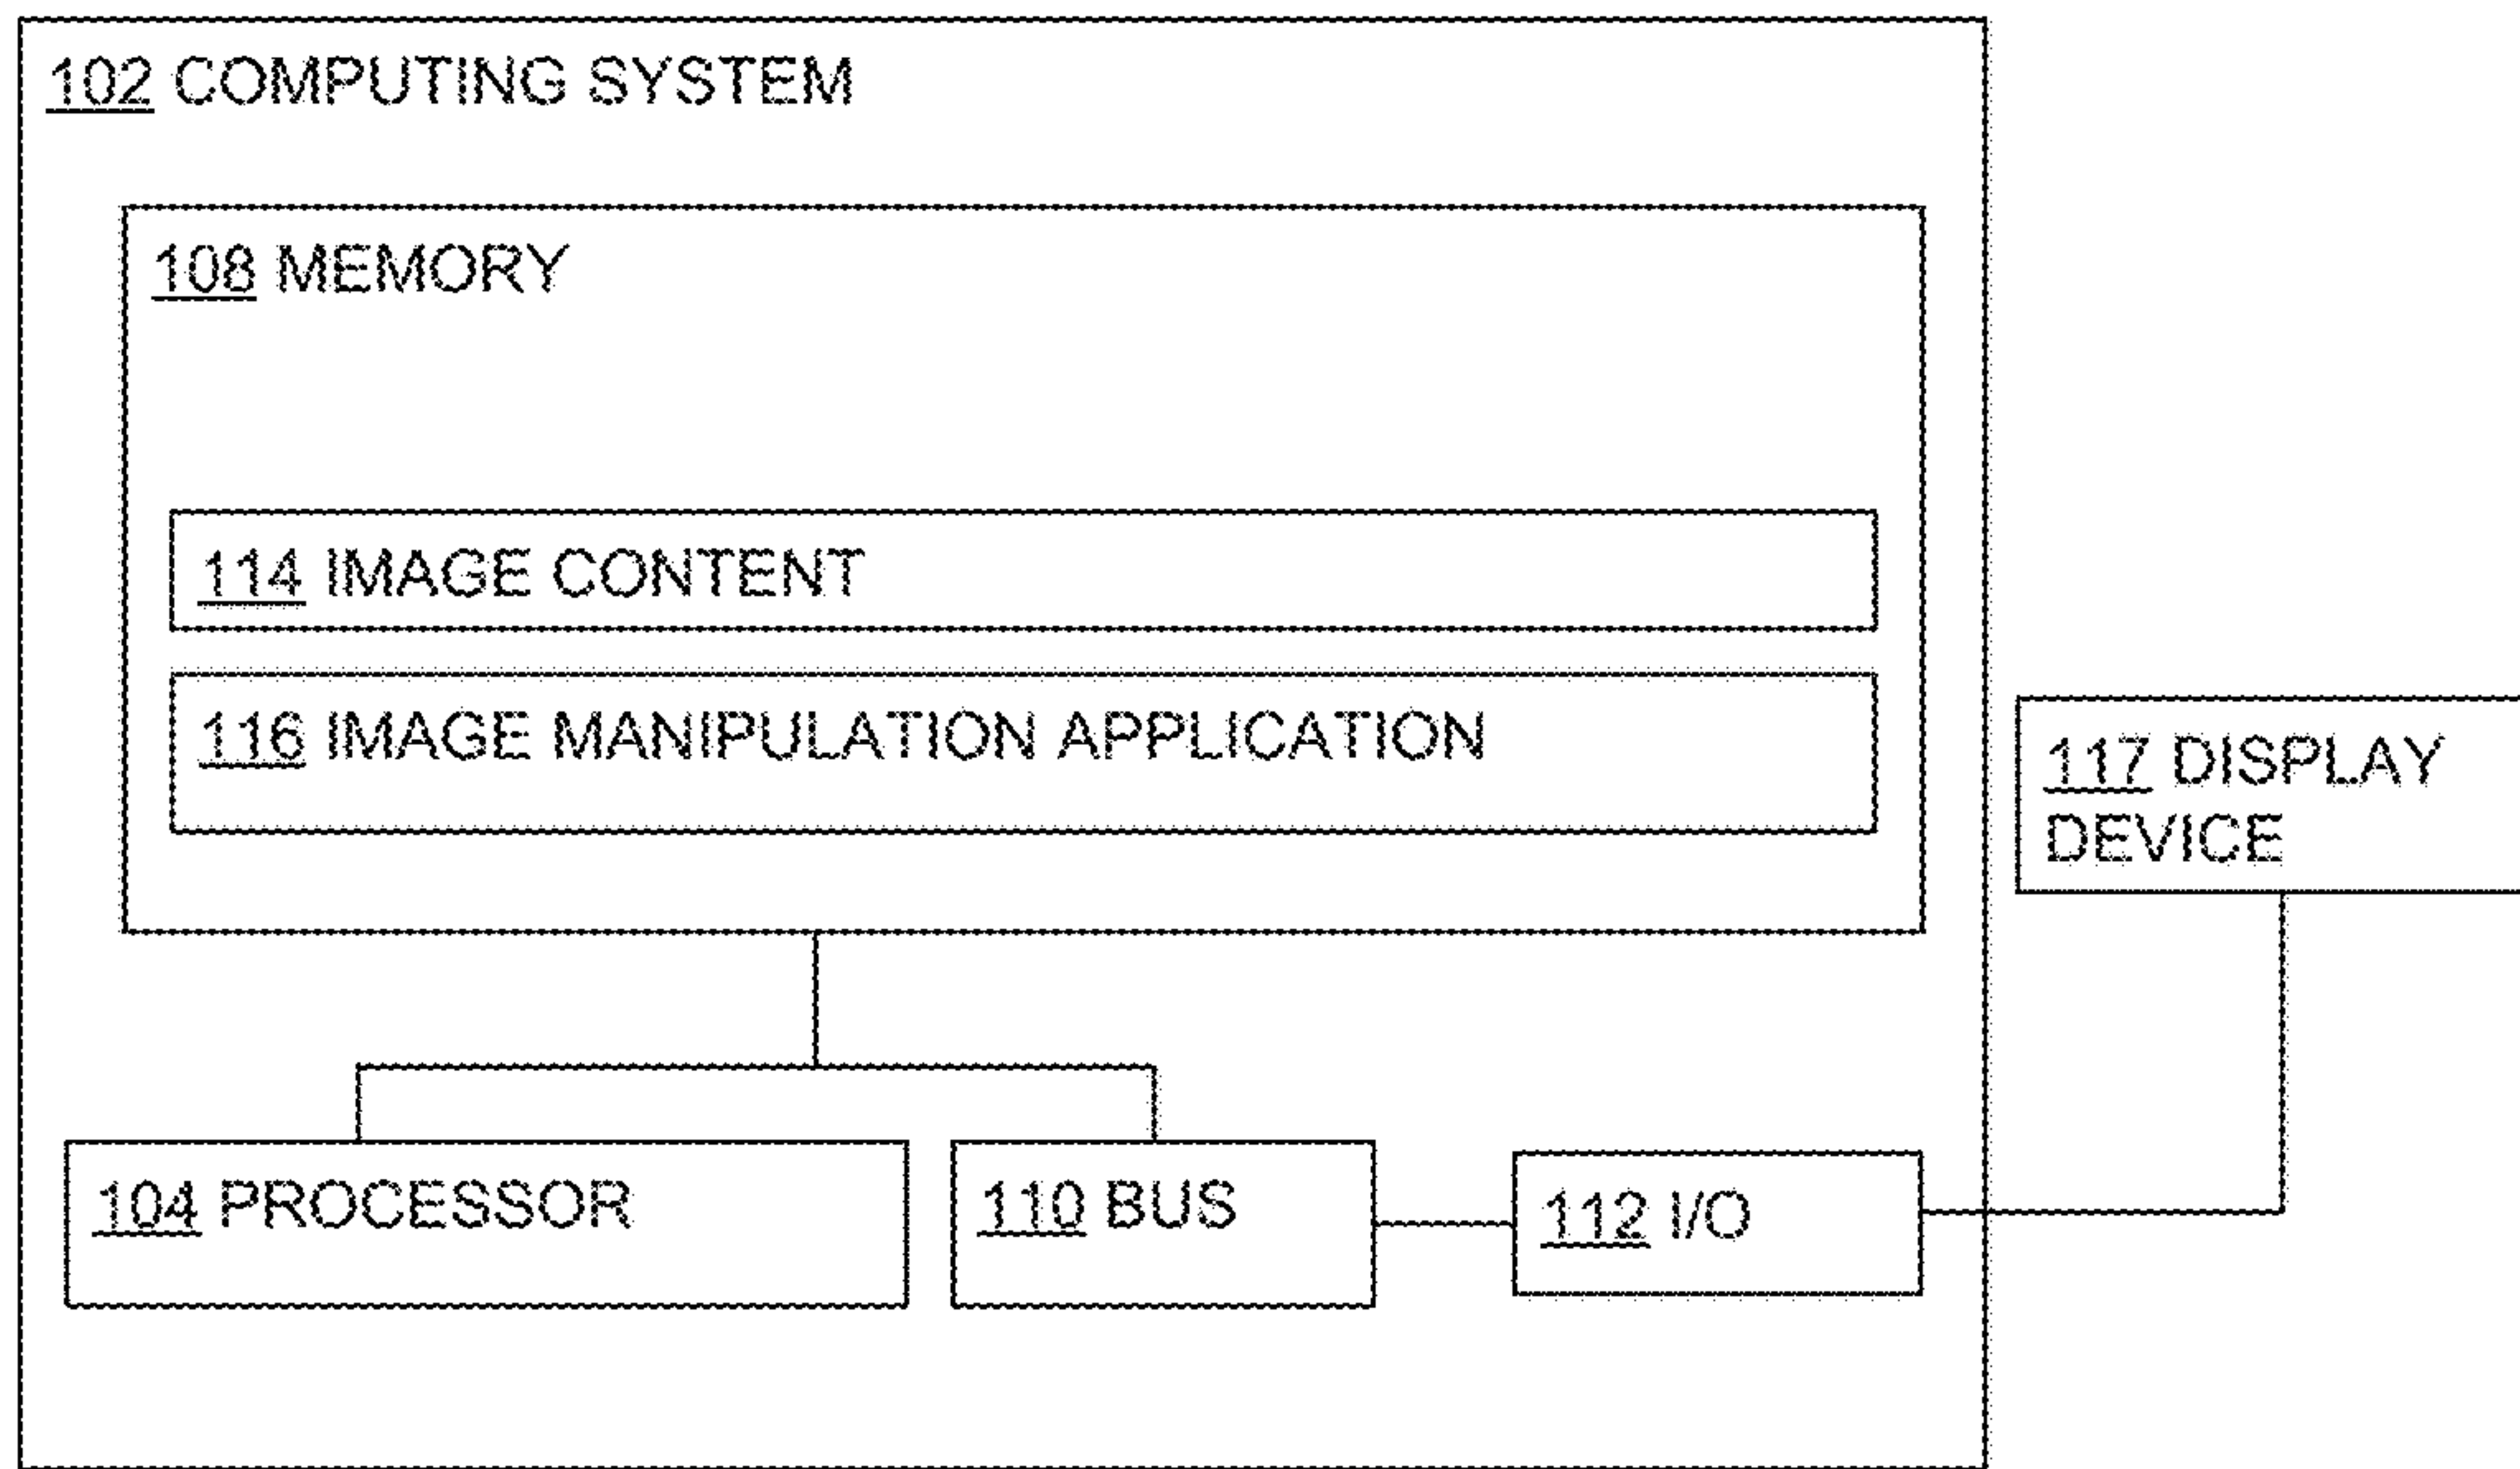 102 COMPUTING SYSTEM
108 MEMORY
114 IMAGE CONTENT
116 IMAGE MANIPULATION APPLICATION
117 DISPLAY
DEVICE
104 PROCESSOR
110 BUS
112 I/O